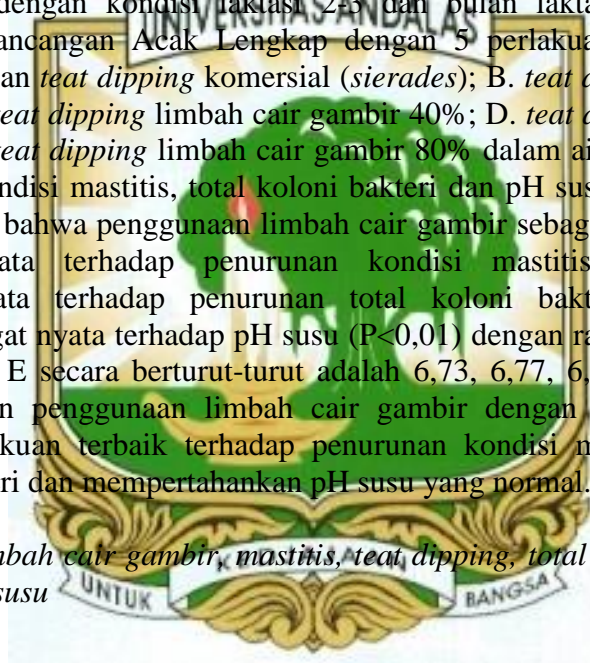 dengan kondisi laktasi 2-3 dan bulan lakta
UNIVERSITAS ANDALAS
ancangan Acak Lengkap dengan 5 perlakua
an teat dipping komersial (sierades); B. teat
teat dipping limbah cair gambir 40%; D. teat
teat dipping limbah cair gambir 80% dalam ai
ndisi mastitis, total koloni bakteri dan pH sus
bahwa penggunaan limbah cair gambir sebag
ata terhadap penurunan kondisi mastitis
ata terhadap penurunan total koloni bakt
gat nyata terhadap pH susu (P<0,01) dengan ra
E secara berturut-turut adalah 6,73, 6,77, 6,
n penggunaan limbah cair gambir dengan
kuan terbaik terhadap penurunan kondisi m
eri dan mempertahankan pH susu yang normal.
mbah cair gambir, mastitis, teat dipping, total
susu
UNTUK BANGSA